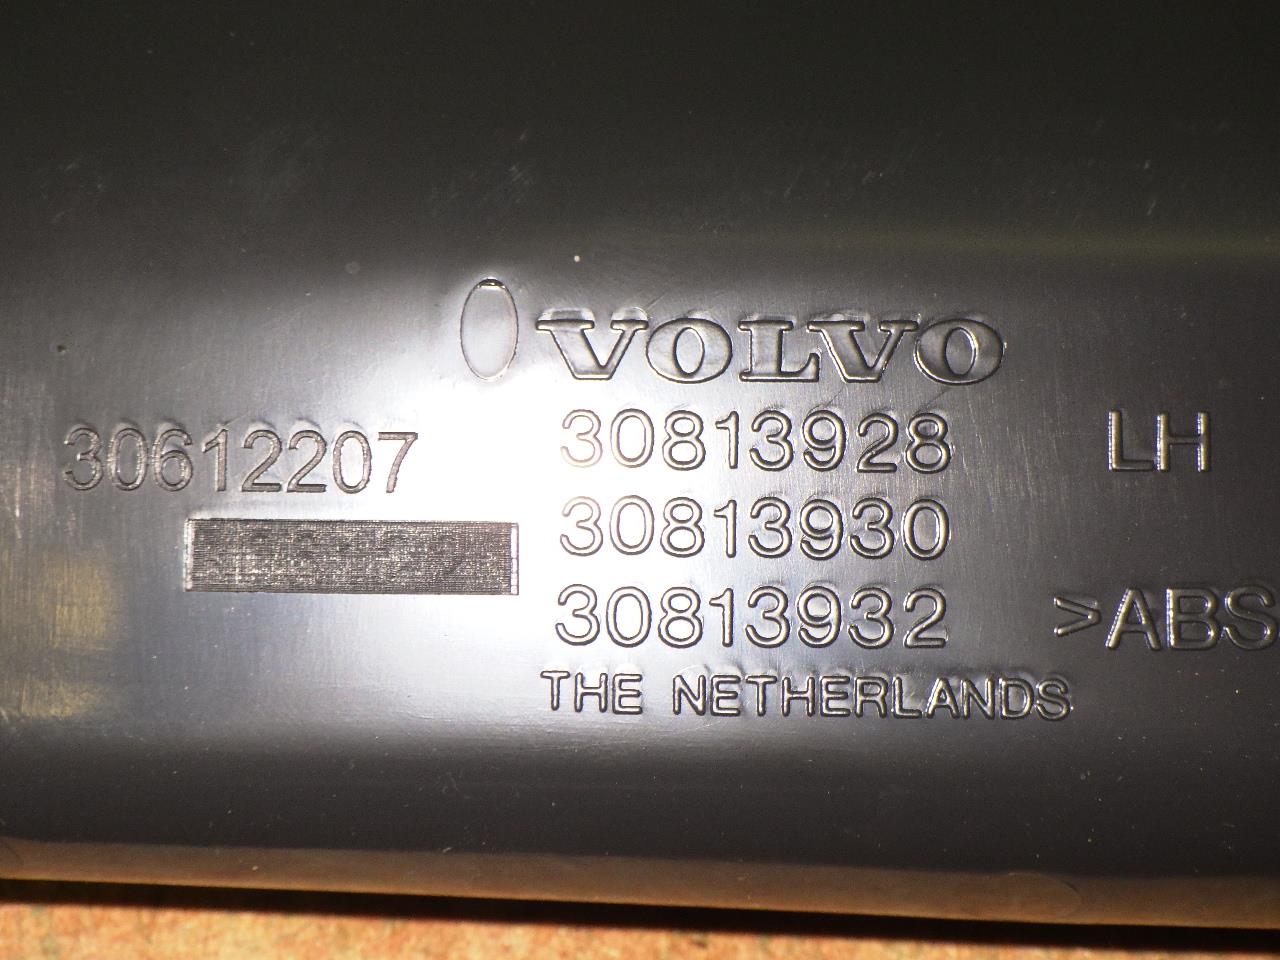 VOLVO
30612207
30813928 LH
30813930
30813932 >ABS
THE NETHERLANDS